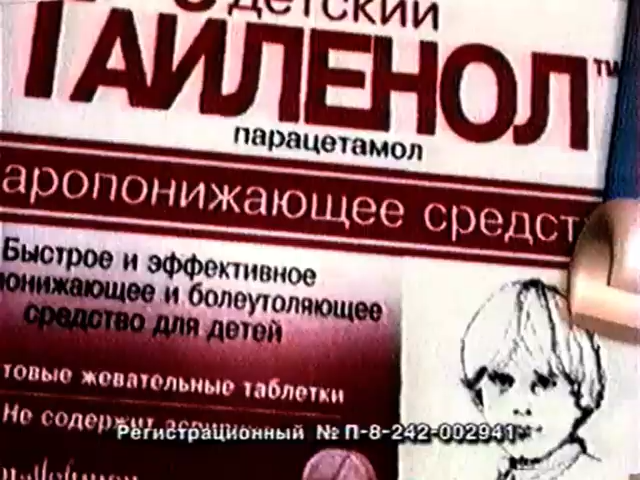 детский
ТАЙЛЕНОЛ™
парацетамол
аропонижающее средст
Быстрое и эффективное
онижающее и болеутоляющее
средство для детей
товые жевательные таблетки
Не содержит
Регистрационный № П-8-242-002941